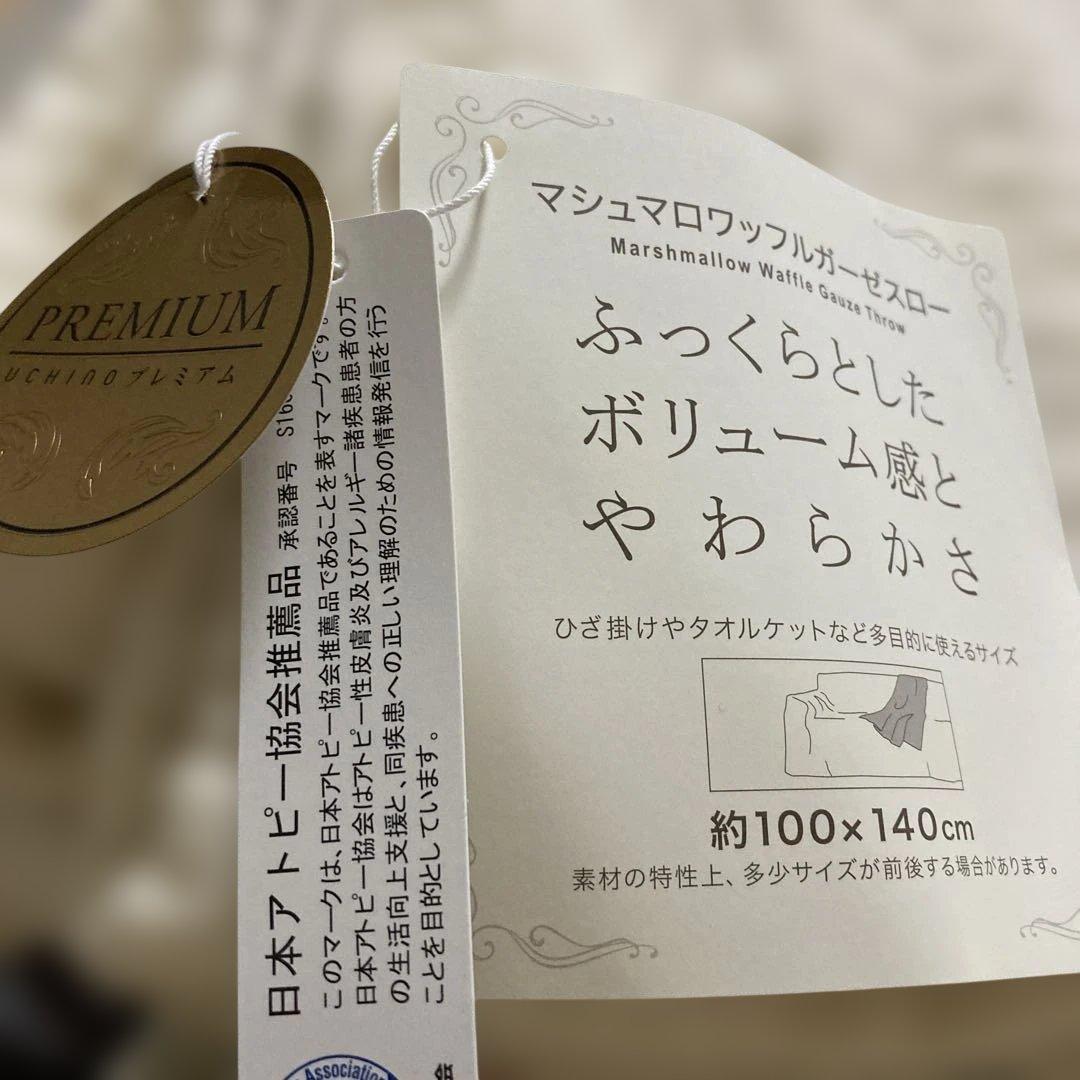 PREMIUM
UCHINO プレミアム
日本アトピー協会推薦品 承認番号
このマークは、日本アトピー協会推薦品であることを表すマークです。
日本アトピー協会はアトピー性皮膚炎及びアレルギー諸疾患患者の方
の生活向上支援と、同疾患への正しい理解のための情報発信を行う
ことを目的としています。
Association
マシュマロワッフルガーゼスロー
Marshmallow Waffle Gauze Throw
ふっくらとした
ボリューム感と
やわらかさ
ひざ掛けやタオルケットなど多目的に使えるサイズ
約100×140cm
素材の特性上、多少サイズが前後する場合があります。